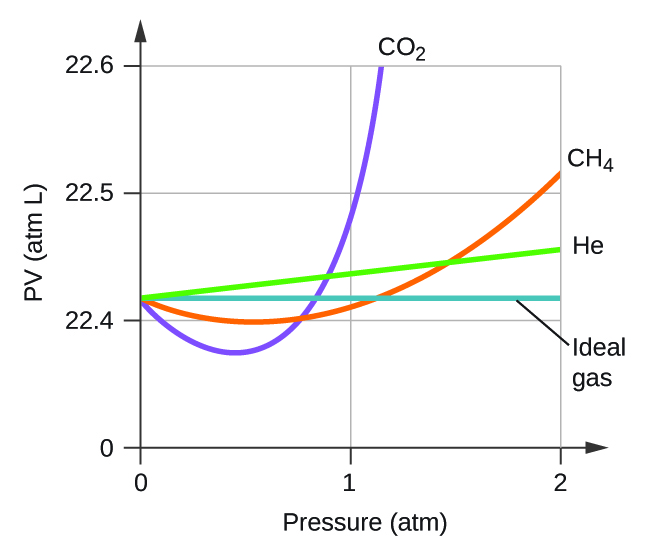 CO₂
22.6
22.5
22.4
0
PV (atm L)
CH₄
He
Ideal
gas
0 1 2
Pressure (atm)